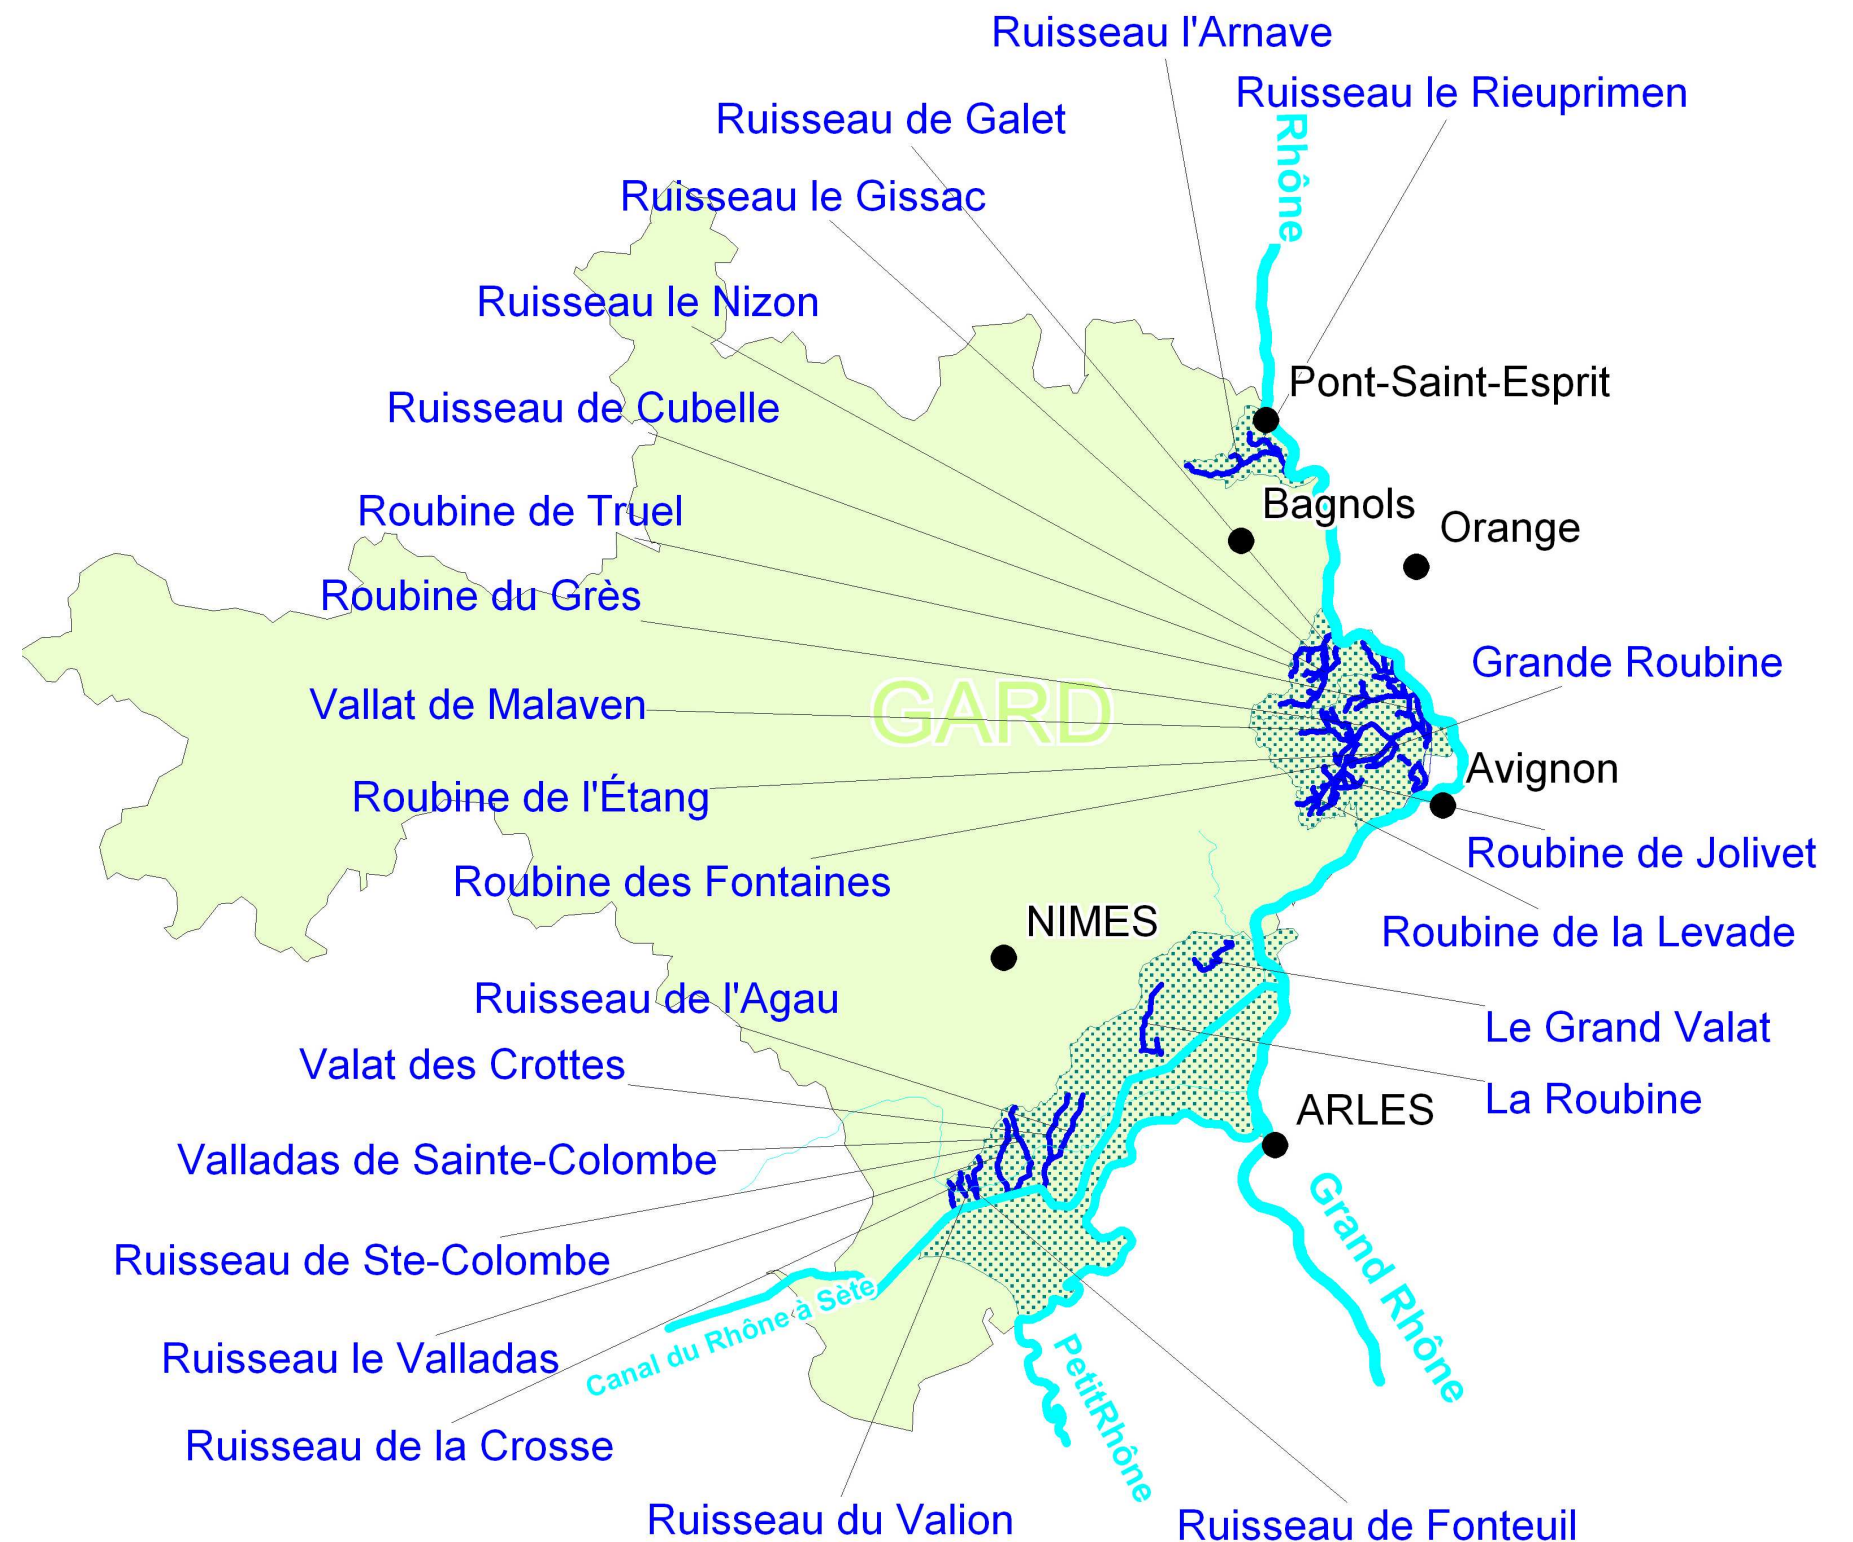 Ruisseau l'Arnave
Ruisseau le Rieuprimen
Ruisseau de Galet
Rhône
Ruisseau le Gissac
Ruisseau le Nizon
Pont-Saint-Esprit
Ruisseau de Cubelle
Bagnols
Roubine de Truel
Orange
Roubine du Grès
Grande Roubine
Vallat de Malaven
GARD
Avignon
Roubine de l'Étang
Roubine de Jolivet
Roubine des Fontaines
NIMES
Roubine de la Levade
Ruisseau de l'Agau
Le Grand Valat
Valat des Crottes
La Roubine
ARLES
Valladas de Sainte-Colombe
Grand Rhône
Ruisseau de Ste-Colombe
Canal du Rhône à Sète
Ruisseau le Valladas
PetitRhône
Ruisseau de la Crosse
Ruisseau du Valion
Ruisseau de Fonteuil